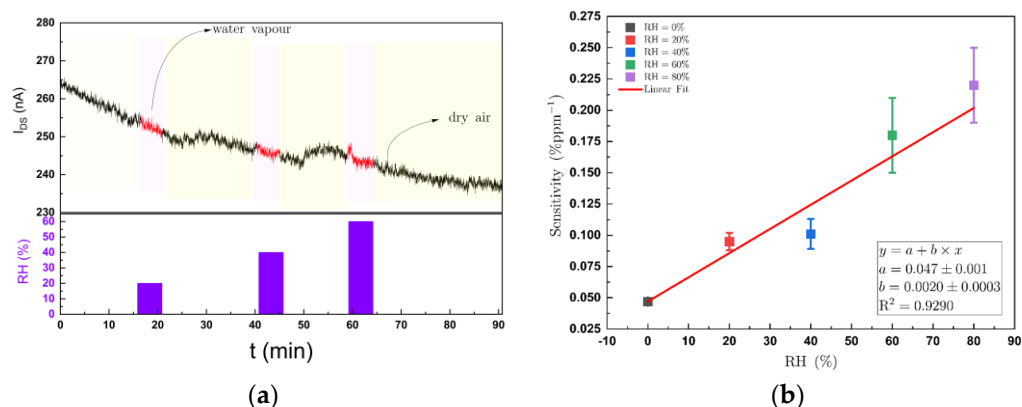 280
270
260
250
240
230
I_DS (nA)
water vapour
dry air
60
50
40
30
20
10
0
RH (%)
0 10 20 30 40 50 60 70 80 90
t (min)
(a)
0.275
0.250
0.225
0.200
0.175
0.150
0.125
0.100
0.075
0.050
0.025
Sensitivity (%ppm⁻¹)
RH = 0%
RH = 20%
RH = 40%
RH = 60%
RH = 80%
Linear Fit
y = a + b × x
a = 0.047 ± 0.001
b = 0.0020 ± 0.0003
R² = 0.9290
-10 0 10 20 30 40 50 60 70 80 90
RH (%)
(b)